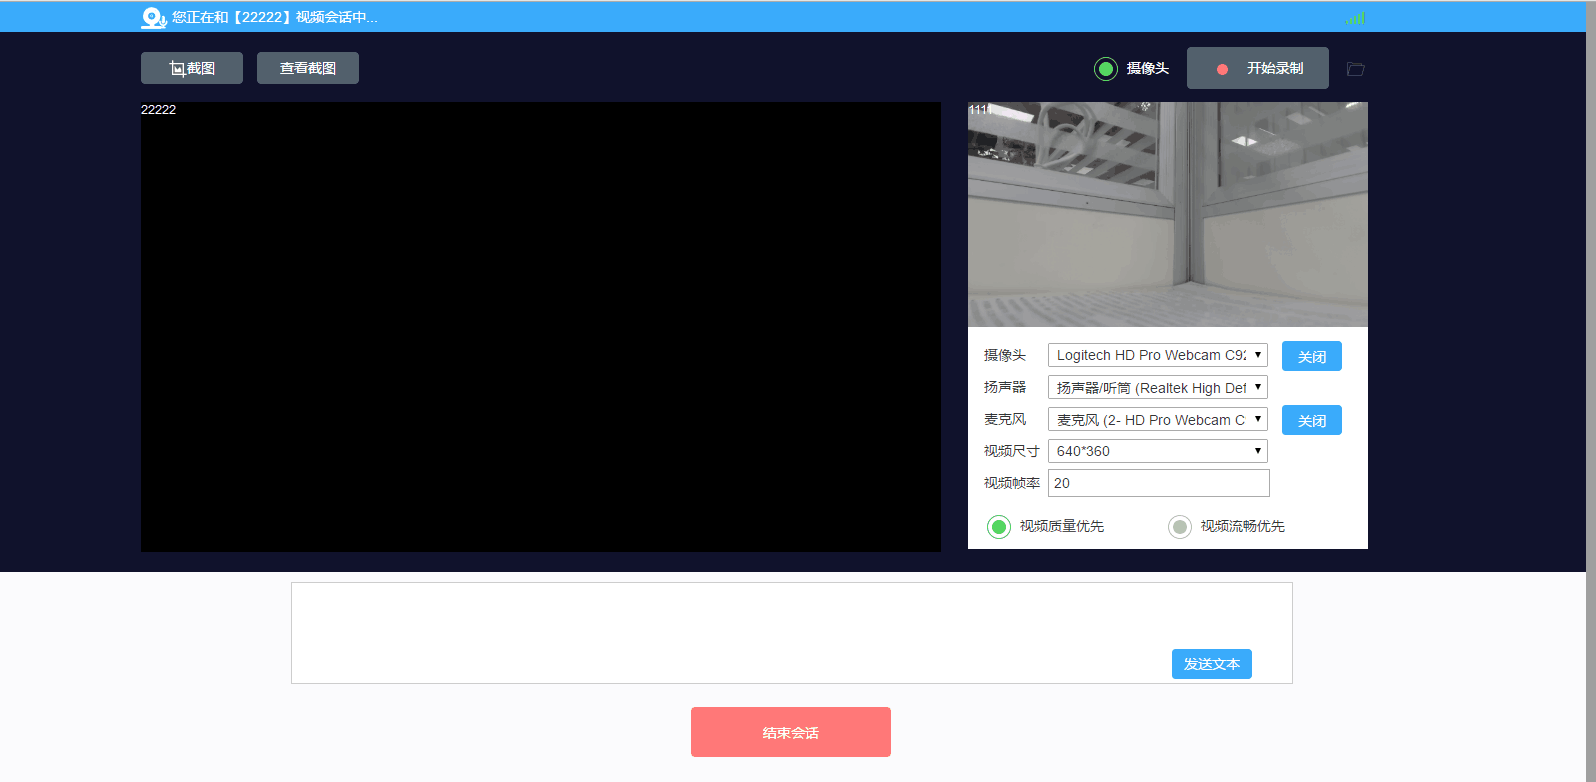 您正在和【22222】视频会话中...
截图
查看截图
摄像头
开始录制
22222
1111
摄像头
Logitech HD Pro Webcam C92
关闭
扬声器
扬声器/听筒 (Realtek High Def
麦克风
麦克风 (2- HD Pro Webcam C
关闭
视频尺寸
640*360
视频帧率
20
视频质量优先
视频流畅优先
发送文本
结束会话